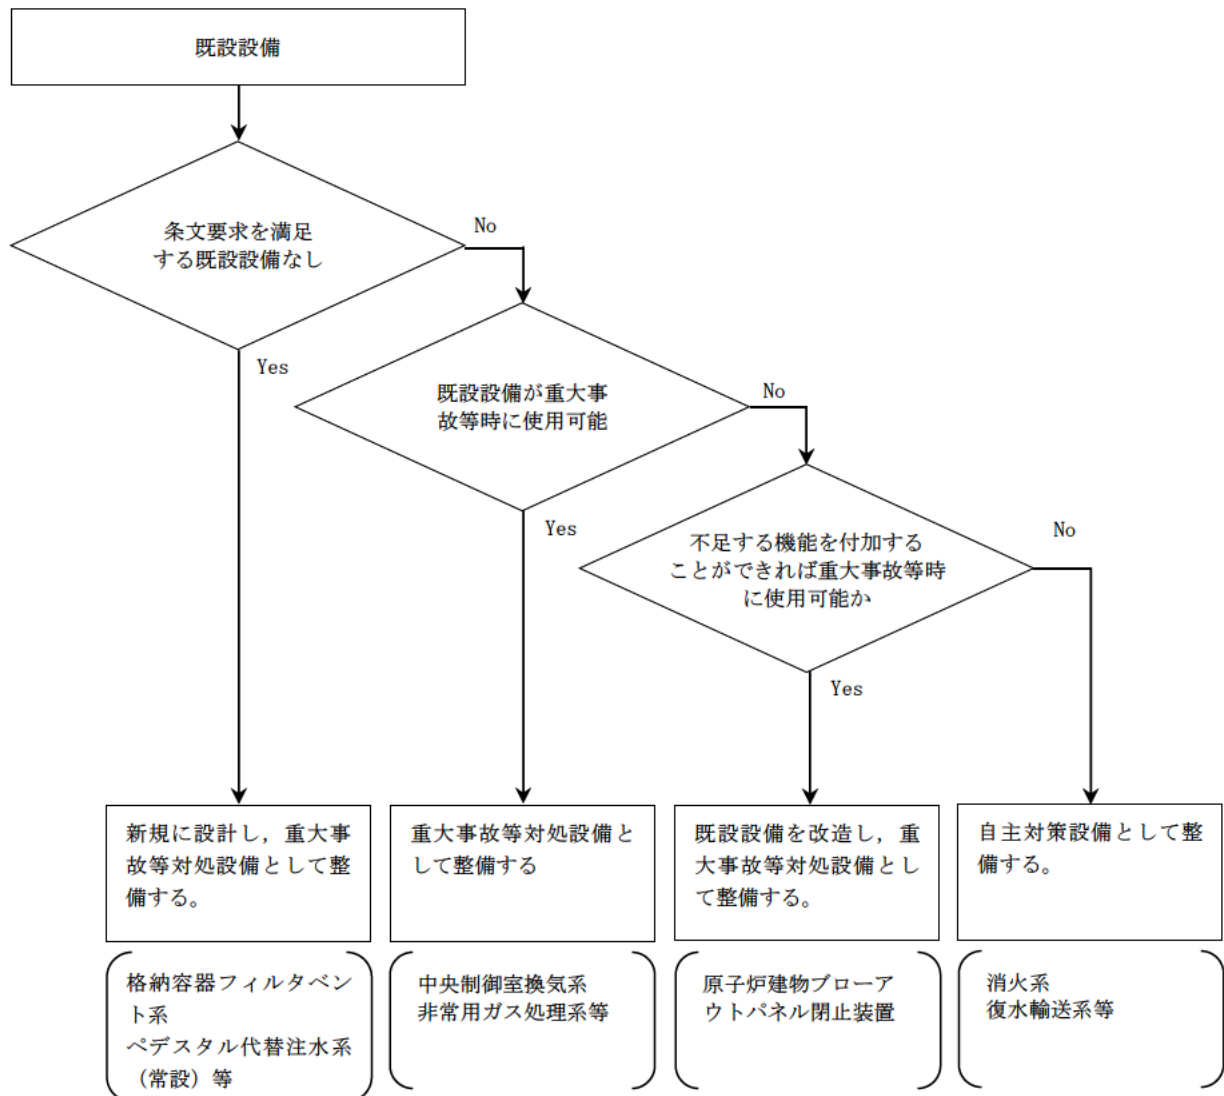 既設設備
条文要求を満足
する既設設備なし
No
Yes
既設設備が重大事
故等時に使用可能
No
Yes
不足する機能を付加する
ことができれば重大事故等時
に使用可能か
No
Yes
新規に設計し，重大事
故等対処設備として整
備する。
重大事故等対処設備と
して整備する
既設設備を改造し，重
大事故等対処設備とし
て整備する。
自主対策設備として整
備する。
格納容器フィルタベン
ト系
ペデスタル代替注水系
（常設）等
中央制御室換気系
非常用ガス処理系等
原子炉建物ブローア
ウトパネル閉止装置
消火系
復水輸送系等